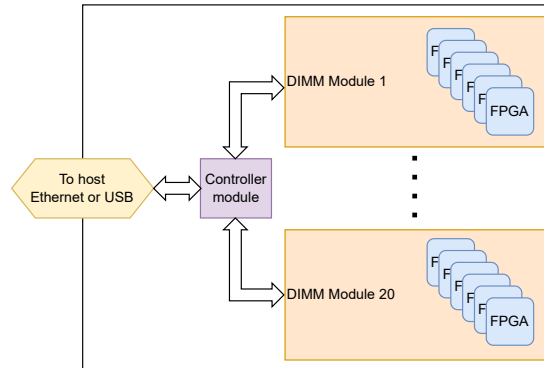 DIMM Module 1
F
F
F
F
F
FPGA
To host
Ethernet or USB
Controller
module
DIMM Module 20
F
F
F
F
F
FPGA